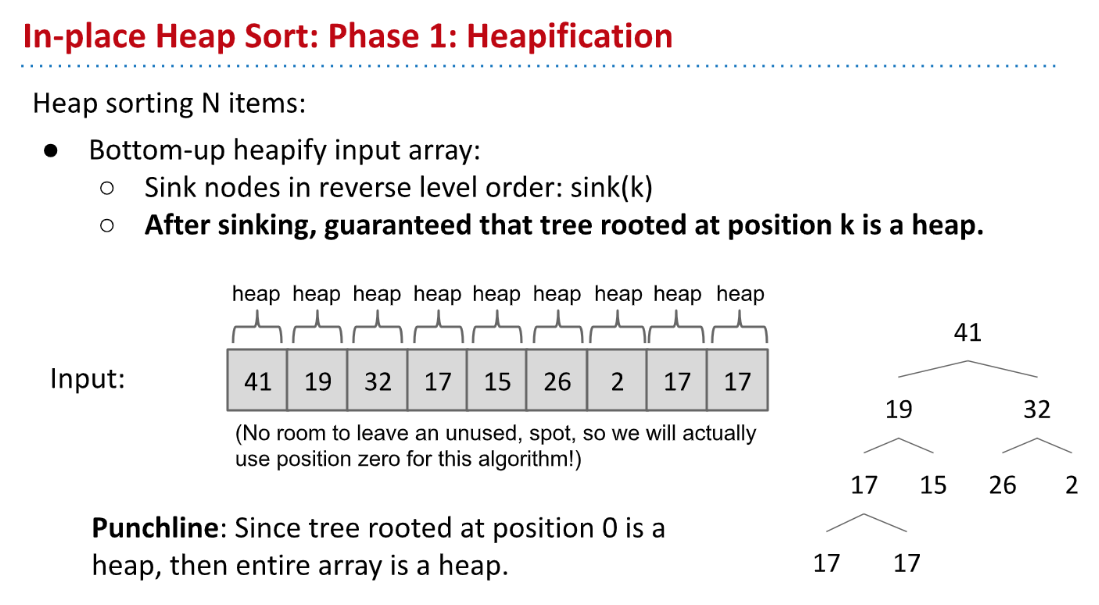 In-place Heap Sort: Phase 1: Heapification
Heap sorting N items:
● Bottom-up heapify input array:
○ Sink nodes in reverse level order: sink(k)
○ After sinking, guaranteed that tree rooted at position k is a heap.
heap heap heap heap heap heap heap heap heap
Input: 41 19 32 17 15 26 2 17 17
(No room to leave an unused, spot, so we will actually
use position zero for this algorithm!)
Punchline: Since tree rooted at position 0 is a
heap, then entire array is a heap.
41
19 32
17 15 26 2
17 17